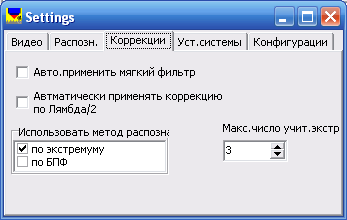 Settings
Видео Распозн. Коррекции Уст.системы Конфигурации
Авто.применить мягкий фильтр
Автматически применять коррекцию
по Лямбда/2
Использовать метод распозна
по экстремуму
по БПФ
Макс.число учит.экстр
3